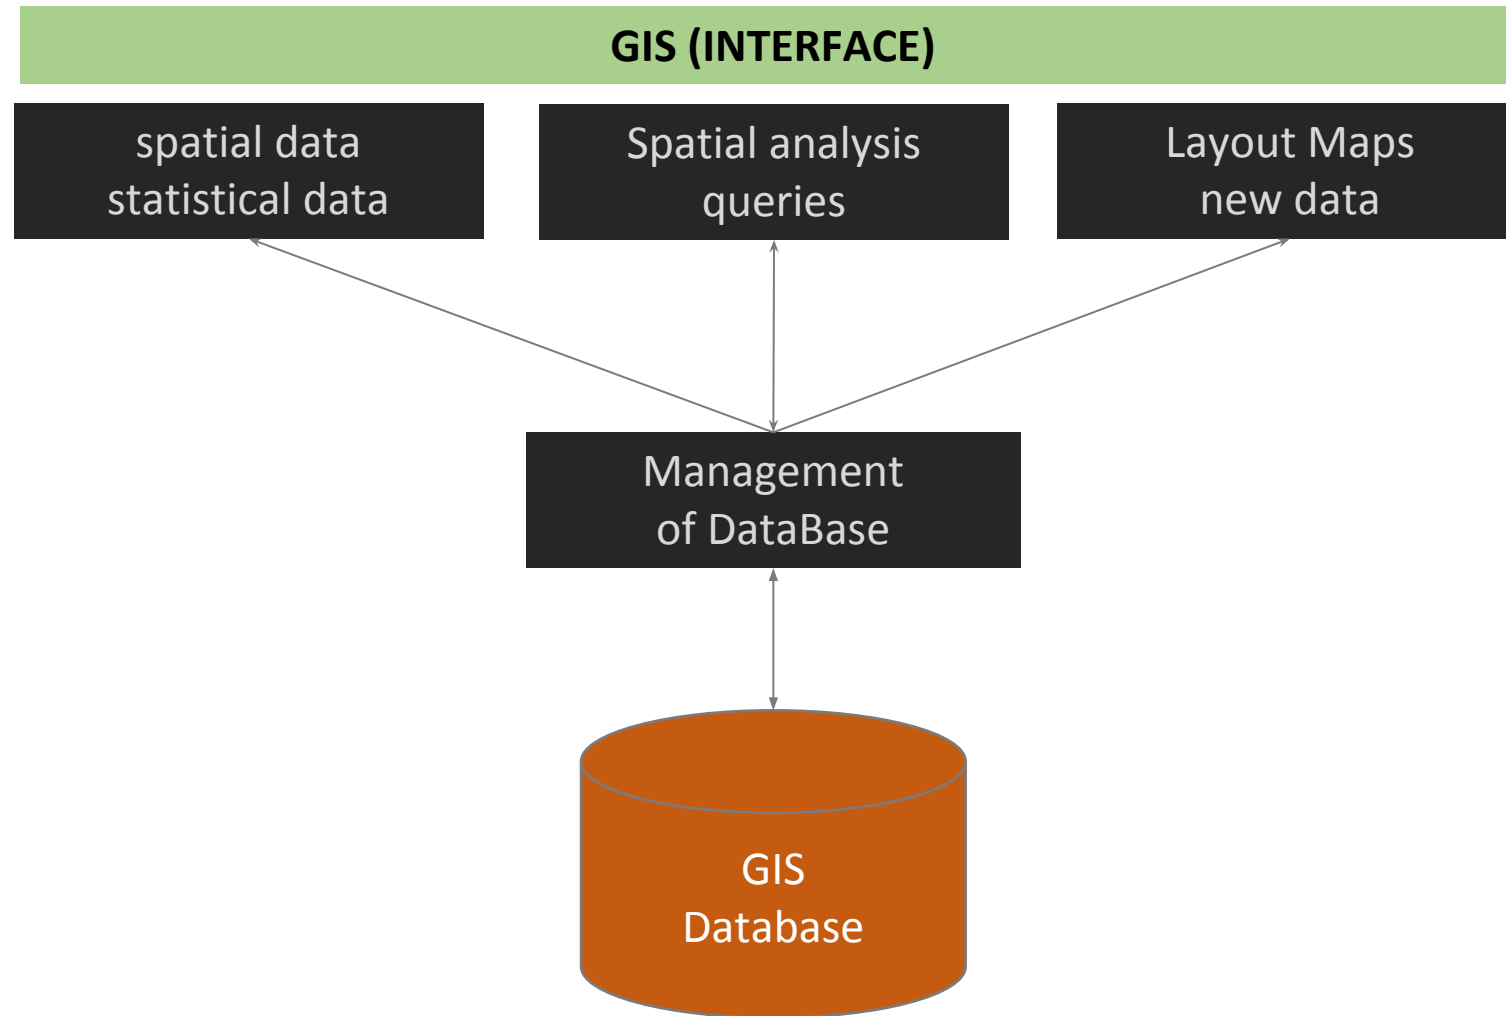 GIS (INTERFACE)
spatial data
statistical data
Spatial analysis
queries
Layout Maps
new data
Management
of DataBase
GIS
Database